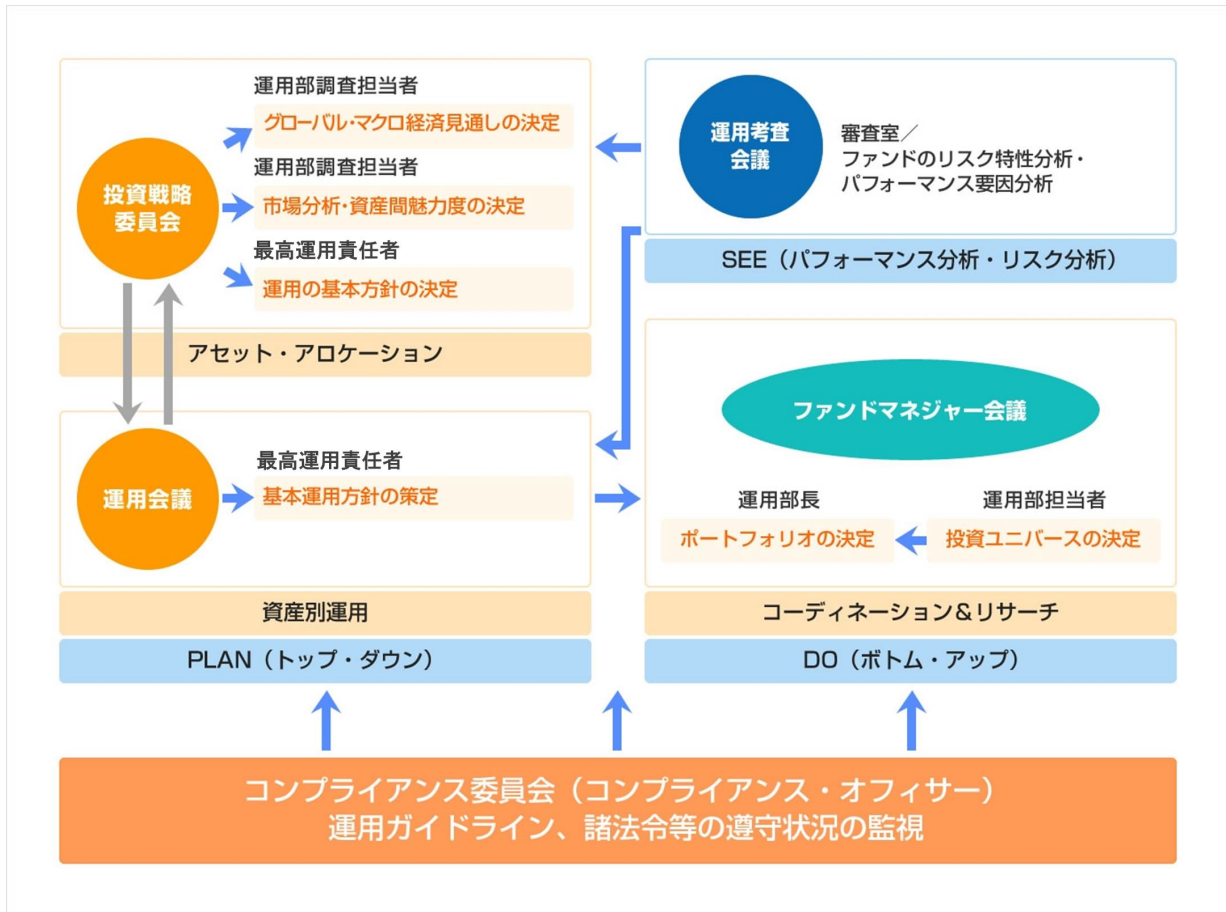 運用部調査担当者
グローバル・マクロ経済見通しの決定
投資戦略
委員会
運用部調査担当者
市場分析・資産間魅力度の決定
最高運用責任者
運用の基本方針の決定
アセット・アロケーション
運用会議
最高運用責任者
基本運用方針の策定
資産別運用
PLAN（トップ・ダウン）
運用考査
会議
審査室／
ファンドのリスク特性分析・
パフォーマンス要因分析
SEE（パフォーマンス分析・リスク分析）
ファンドマネジャー会議
運用部長
ポートフォリオの決定
運用部担当者
投資ユニバースの決定
コーディネーション＆リサーチ
DO（ボトム・アップ）
コンプライアンス委員会（コンプライアンス・オフィサー）
運用ガイドライン、諸法令等の遵守状況の監視